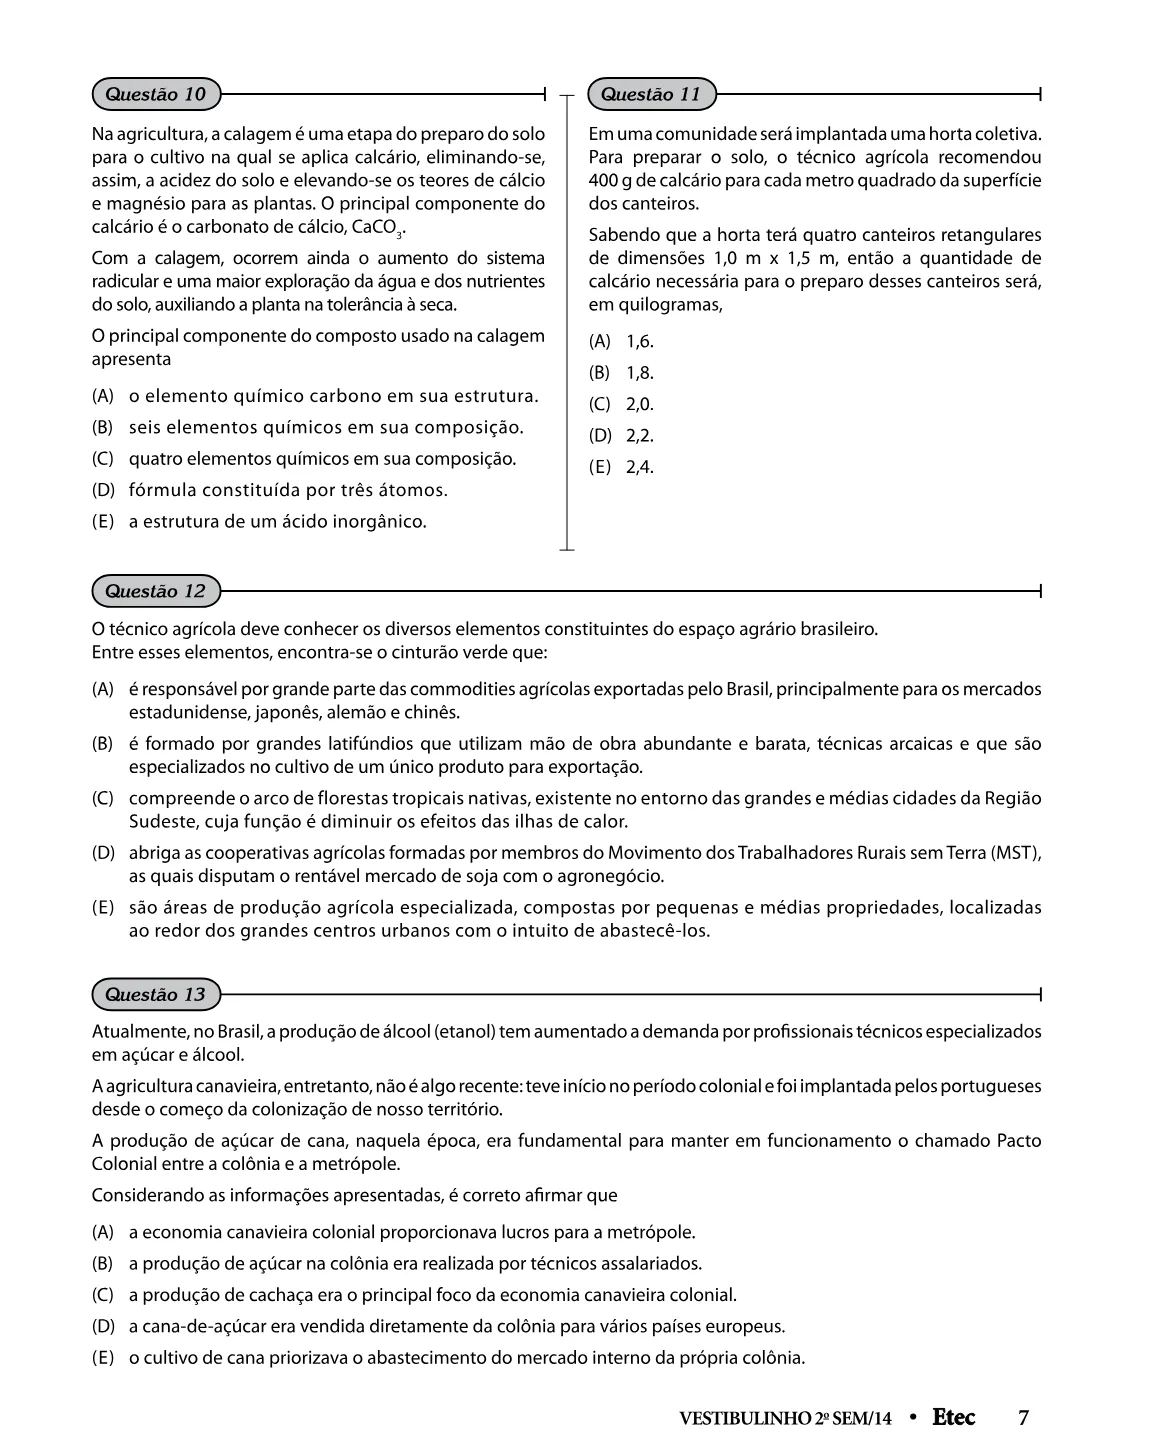 Questão 10
Na agricultura, a calagem é uma etapa do preparo do solo
para o cultivo na qual se aplica calcário, eliminando-se,
assim, a acidez do solo e elevando-se os teores de cálcio
e magnésio para as plantas. O principal componente do
calcário é o carbonato de cálcio, CaCO₃.
Com a calagem, ocorrem ainda o aumento do sistema
radicular e uma maior exploração da água e dos nutrientes
do solo, auxiliando a planta na tolerância à seca.
O principal componente do composto usado na calagem
apresenta
(A) o elemento químico carbono em sua estrutura.
(B) seis elementos químicos em sua composição.
(C) quatro elementos químicos em sua composição.
(D) fórmula constituída por três átomos.
(E) a estrutura de um ácido inorgânico.
Questão 11
Em uma comunidade será implantada uma horta coletiva.
Para preparar o solo, o técnico agrícola recomendou
400 g de calcário para cada metro quadrado da superfície
dos canteiros.
Sabendo que a horta terá quatro canteiros retangulares
de dimensões 1,0 m x 1,5 m, então a quantidade de
calcário necessária para o preparo desses canteiros será,
em quilogramas,
(A) 1,6.
(B) 1,8.
(C) 2,0.
(D) 2,2.
(E) 2,4.
Questão 12
O técnico agrícola deve conhecer os diversos elementos constituintes do espaço agrário brasileiro.
Entre esses elementos, encontra-se o cinturão verde que:
(A) é responsável por grande parte das commodities agrícolas exportadas pelo Brasil, principalmente para os mercados
estadunidense, japonês, alemão e chinês.
(B) é formado por grandes latifúndios que utilizam mão de obra abundante e barata, técnicas arcaicas e que são
especializados no cultivo de um único produto para exportação.
(C) compreende o arco de florestas tropicais nativas, existente no entorno das grandes e médias cidades da Região
Sudeste, cuja função é diminuir os efeitos das ilhas de calor.
(D) abriga as cooperativas agrícolas formadas por membros do Movimento dos Trabalhadores Rurais sem Terra (MST),
as quais disputam o rentável mercado de soja com o agronegócio.
(E) são áreas de produção agrícola especializada, compostas por pequenas e médias propriedades, localizadas
ao redor dos grandes centros urbanos com o intuito de abastecê-los.
Questão 13
Atualmente, no Brasil, a produção de álcool (etanol) tem aumentado a demanda por profissionais técnicos especializados
em açúcar e álcool.
A agricultura canavieira, entretanto, não é algo recente: teve início no período colonial e foi implantada pelos portugueses
desde o começo da colonização de nosso território.
A produção de açúcar de cana, naquela época, era fundamental para manter em funcionamento o chamado Pacto
Colonial entre a colônia e a metrópole.
Considerando as informações apresentadas, é correto afirmar que
(A) a economia canavieira colonial proporcionava lucros para a metrópole.
(B) a produção de açúcar na colônia era realizada por técnicos assalariados.
(C) a produção de cachaça era o principal foco da economia canavieira colonial.
(D) a cana-de-açúcar era vendida diretamente da colônia para vários países europeus.
(E) o cultivo de cana priorizava o abastecimento do mercado interno da própria colônia.
VESTIBULINHO 2º SEM/14 • Etec 7